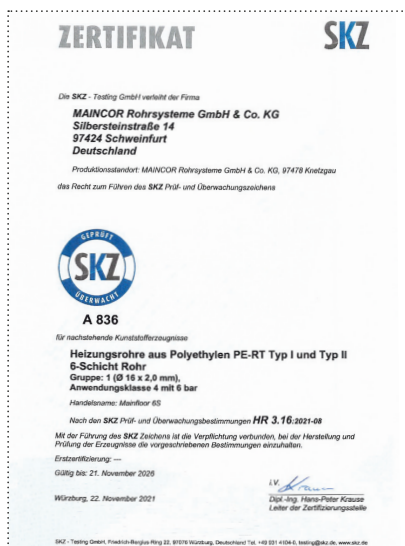 ZERTIFIKAT
SKZ
Die SKZ - Testing GmbH verleiht der Firma
MAINCOR Rohrsysteme GmbH & Co. KG
Silbersteinstraße 14
97424 Schweinfurt
Deutschland
Produktionsstandort: MAINCOR Rohrsysteme GmbH & Co. KG, 97478 Knetzgau
das Recht zum Führen des SKZ Prüf- und Überwachungszeichens
GEPRÜFT
SKZ
ÜBERWACHT
A 836
für nachstehende Kunststofferzeugnisse
Heizungsrohre aus Polyethylen PE-RT Typ I und Typ II
6-Schicht Rohr
Gruppe: 1 (Ø 16 x 2,0 mm),
Anwendungsklasse 4 mit 6 bar
Handelsname: Mainfloor 6S
Nach den SKZ Prüf- und Überwachungsbestimmungen HR 3.16:2021-08
Mit der Führung des SKZ Zeichens ist die Verpflichtung verbunden, bei der Herstellung und
Prüfung der Erzeugnisse die vorgeschriebenen Bestimmungen einzuhalten.
Erstzertifizierung: —
Gültig bis: 21. November 2026
i.V.
Würzburg, 22. November 2021
Dipl.-Ing. Hans-Peter Krause
Leiter der Zertifizierungsstelle
SKZ - Testing GmbH, Friedrich-Bergius-Ring 22, 97076 Würzburg, Deutschland Tel. +49 931 4104-0, testing@skz.de, www.skz.de